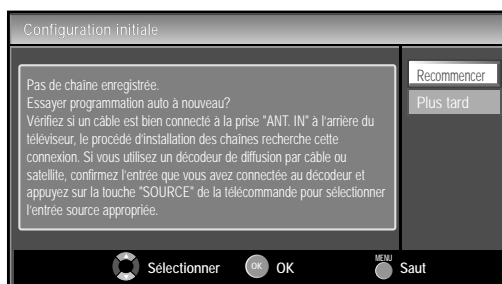 Configuration initiale
Pas de chaîne enregistrée.
Essayer programmation auto à nouveau?
Vérifiez si un câble est bien connecté à la prise "ANT. IN" à l'arrière du
téléviseur, le procédé d'installation des chaînes recherche cette
connexion. Si vous utilisez un décodeur de diffusion par câble ou
satellite, confirmez l'entrée que vous avez connectée au décodeur et
appuyez sur la touche "SOURCE" de la télécommande pour sélectionner
l'entrée source appropriée.
Recommencer
Plus tard
Sélectionner
OK OK
MENU Saut